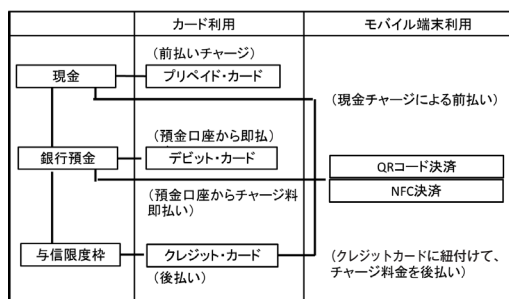 カード利用
モバイル端末利用
(前払いチャージ)
現金
プリペイド・カード
(現金チャージによる前払い)
(預金口座から即払)
銀行預金
デビット・カード
QRコード決済
NFC決済
(預金口座からチャージ料
即払い)
与信限度枠
クレジット・カード
(後払い)
(クレジットカードに紐付けて、
チャージ料金を後払い)